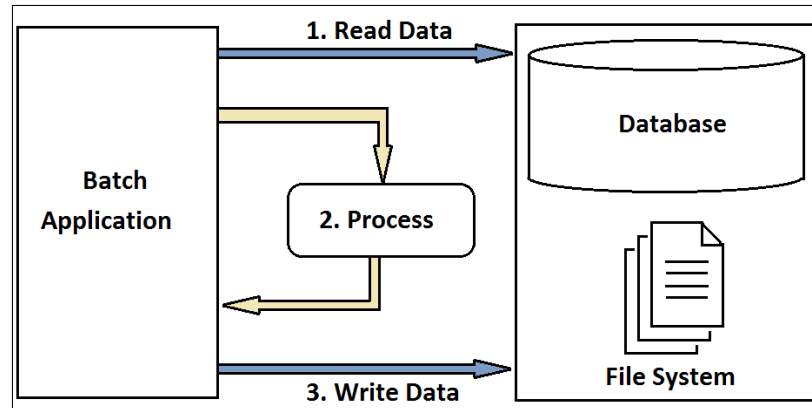 1. Read Data
Batch
Application
2. Process
3. Write Data
Database
File System